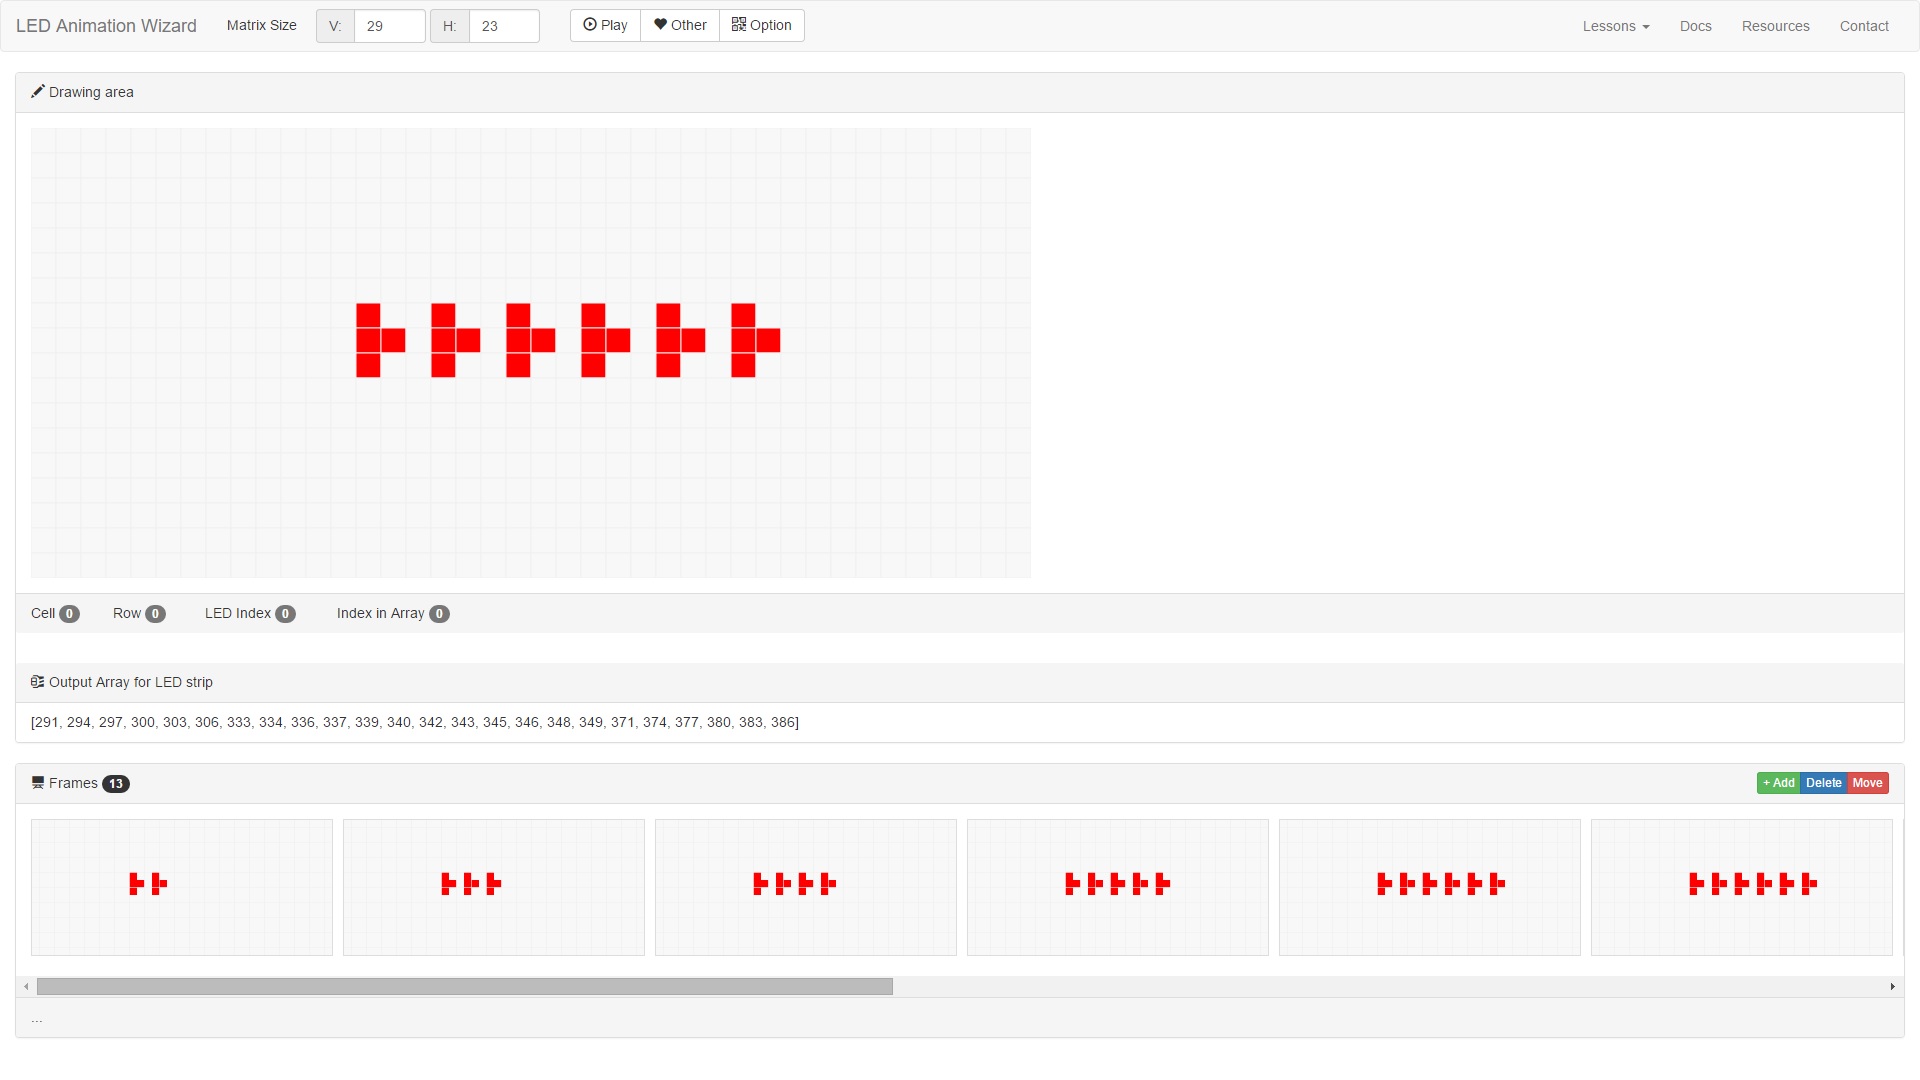 LED Animation Wizard Matrix Size V: 29 H: 23 Play Other Option Lessons Docs Resources Contact
Drawing area
Cell 0 Row 0 LED Index 0 Index in Array 0
Output Array for LED strip
[291, 294, 297, 300, 303, 306, 333, 334, 336, 337, 339, 340, 342, 343, 345, 346, 348, 349, 371, 374, 377, 380, 383, 386]
Frames 13 + Add Delete Move
...